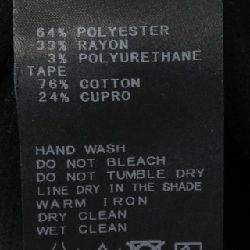 64% POLYESTER
33% RAYON
3% POLYURETHANE
TAPE
76% COTTON
24% CUPRO
HAND WASH
DO NOT BLEACH
DO NOT TUMBLE DRY
LINE DRY IN THE SHADE
WARM IRON
DRY CLEAN
WET CLEAN